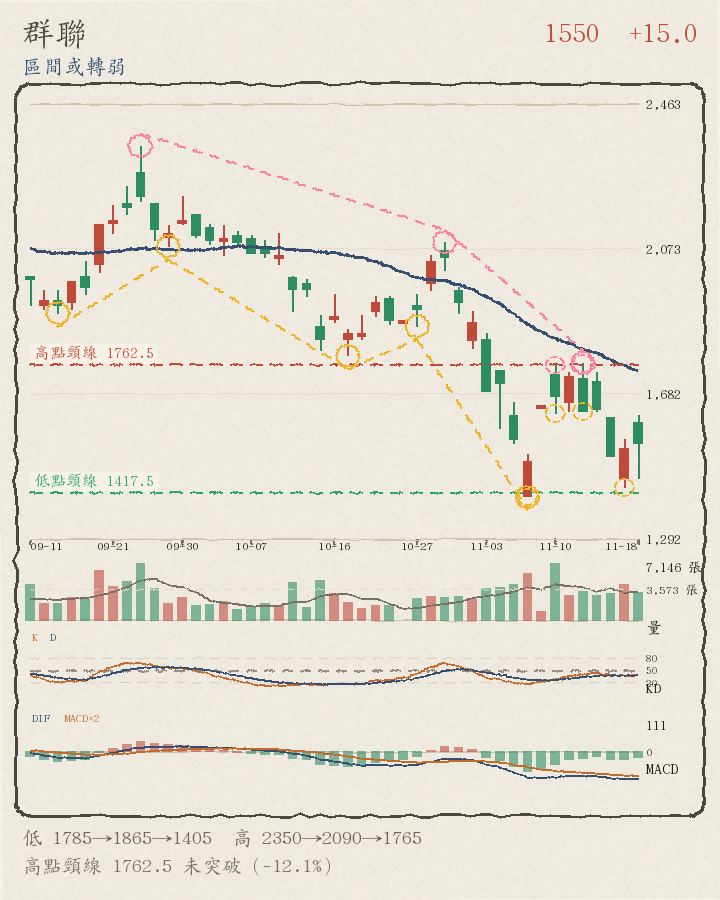 群聯
1550 +15.0
區間或轉弱
2,463
2,073
高點頸線 1762.5
1,682
低點頸線 1417.5
1,292
09-11 09-21 09-30 10-07 10-16 10-27 11-03 11-10 11-18
7,146 張
3,573 張
量
K D
80
50
20
KD
DIF MACD×2
111
0
MACD
低 1785→1865→1405 高 2350→2090→1765
高點頸線 1762.5 未突破 (-12.1%)